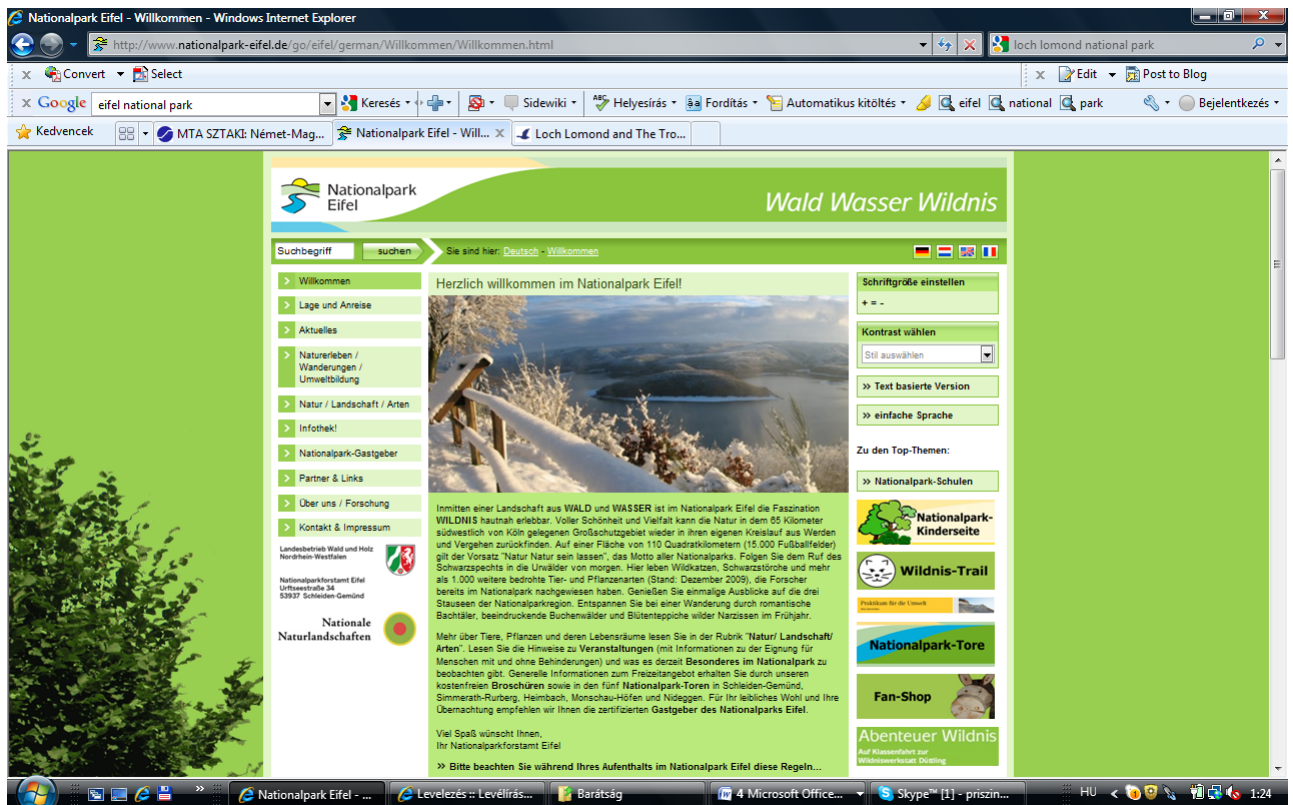 Nationalpark Eifel - Willkommen - Windows Internet Explorer
http://www.nationalpark-eifel.de/go/eifel/german/Willkommen/Willkommen.html
loch lomond national park
x Convert Select
x Edit Post to Blog
x Google eifel national park Keresés Sidewiki Helyesírás Fordítás Automatikus kitöltés eifel national park Bejelentkezés
Kedvencek MTA SZTAKI: Német-Mag... Nationalpark Eifel - Will... X Loch Lomond and The Tro...
Nationalpark
Eifel
Wald Wasser Wildnis
Suchbegriff suchen Sie sind hier: Deutsch - Willkommen
Willkommen
Lage und Anreise
Aktuelles
Naturerleben /
Wanderungen /
Umweltbildung
Natur / Landschaft / Arten
Infothek!
Nationalpark-Gastgeber
Partner & Links
Über uns / Forschung
Kontakt & Impressum
Landesbetrieb Wald und Holz
Nordrhein-Westfalen
Nationalparkforstamt Eifel
Urftseestraße 34
53937 Schleiden-Gemünd
Nationale
Naturlandschaften
Herzlich willkommen im Nationalpark Eifel!
Inmitten einer Landschaft aus WALD und WASSER ist im Nationalpark Eifel die Faszination
WILDNIS hautnah erlebbar. Voller Schönheit und Vielfalt kann die Natur in dem 65 Kilometer
südwestlich von Köln gelegenen Großschutzgebiet wieder in ihren eigenen Kreislauf aus Werden
und Vergehen zurückfinden. Auf einer Fläche von 110 Quadratkilometern (15.000 Fußballfelder)
gilt der Vorsatz "Natur Natur sein lassen", das Motto aller Nationalparks. Folgen Sie dem Ruf des
Schwarzspechts in die Urwälder von morgen. Hier leben Wildkatzen, Schwarzstörche und mehr
als 1.000 weitere bedrohte Tier- und Pflanzenarten (Stand: Dezember 2009), die Forscher
bereits im Nationalpark nachgewiesen haben. Genießen Sie einmalige Ausblicke auf die drei
Stauseen der Nationalparkregion. Entspannen Sie bei einer Wanderung durch romantische
Bachtäler, beeindruckende Buchenwälder und Blütenteppiche wilder Narzissen im Frühjahr.
Mehr über Tiere, Pflanzen und deren Lebensräume lesen Sie in der Rubrik "Natur/ Landschaft/
Arten". Lesen Sie die Hinweise zu Veranstaltungen (mit Informationen zu der Eignung für
Menschen mit und ohne Behinderungen) und was es derzeit Besonderes im Nationalpark zu
beobachten gibt. Generelle Informationen zum Freizeitangebot erhalten Sie durch unseren
kostenfreien Broschüren sowie in den fünf Nationalpark-Toren in Schleiden-Gemünd,
Simmerath-Rurberg, Heimbach, Monschau-Höfen und Nideggen. Für Ihr leibliches Wohl und Ihre
Übernachtung empfehlen wir Ihnen die zertifizierten Gastgeber des Nationalparks Eifel.
Viel Spaß wünscht Ihnen,
Ihr Nationalparkforstamt Eifel
>> Bitte beachten Sie während Ihres Aufenthalts im Nationalpark Eifel diese Regeln...
Schriftgröße einstellen
+ = -
Kontrast wählen
Stil auswählen
>> Text basierte Version
>> einfache Sprache
Zu den Top-Themen:
>> Nationalpark-Schulen
Nationalpark-
Kinderseite
Wildnis-Trail
Praktikum für die Umwelt
Nationalpark-Tore
Fan-Shop
Abenteuer Wildnis
Auf Klassenfahrt zur
Wildniswerkstatt Düttling
Nationalpark Eifel - ... Levelezés :: Levélírás... Barátság 4 Microsoft Office... Skype™ [1] - priszin... HU 1:24